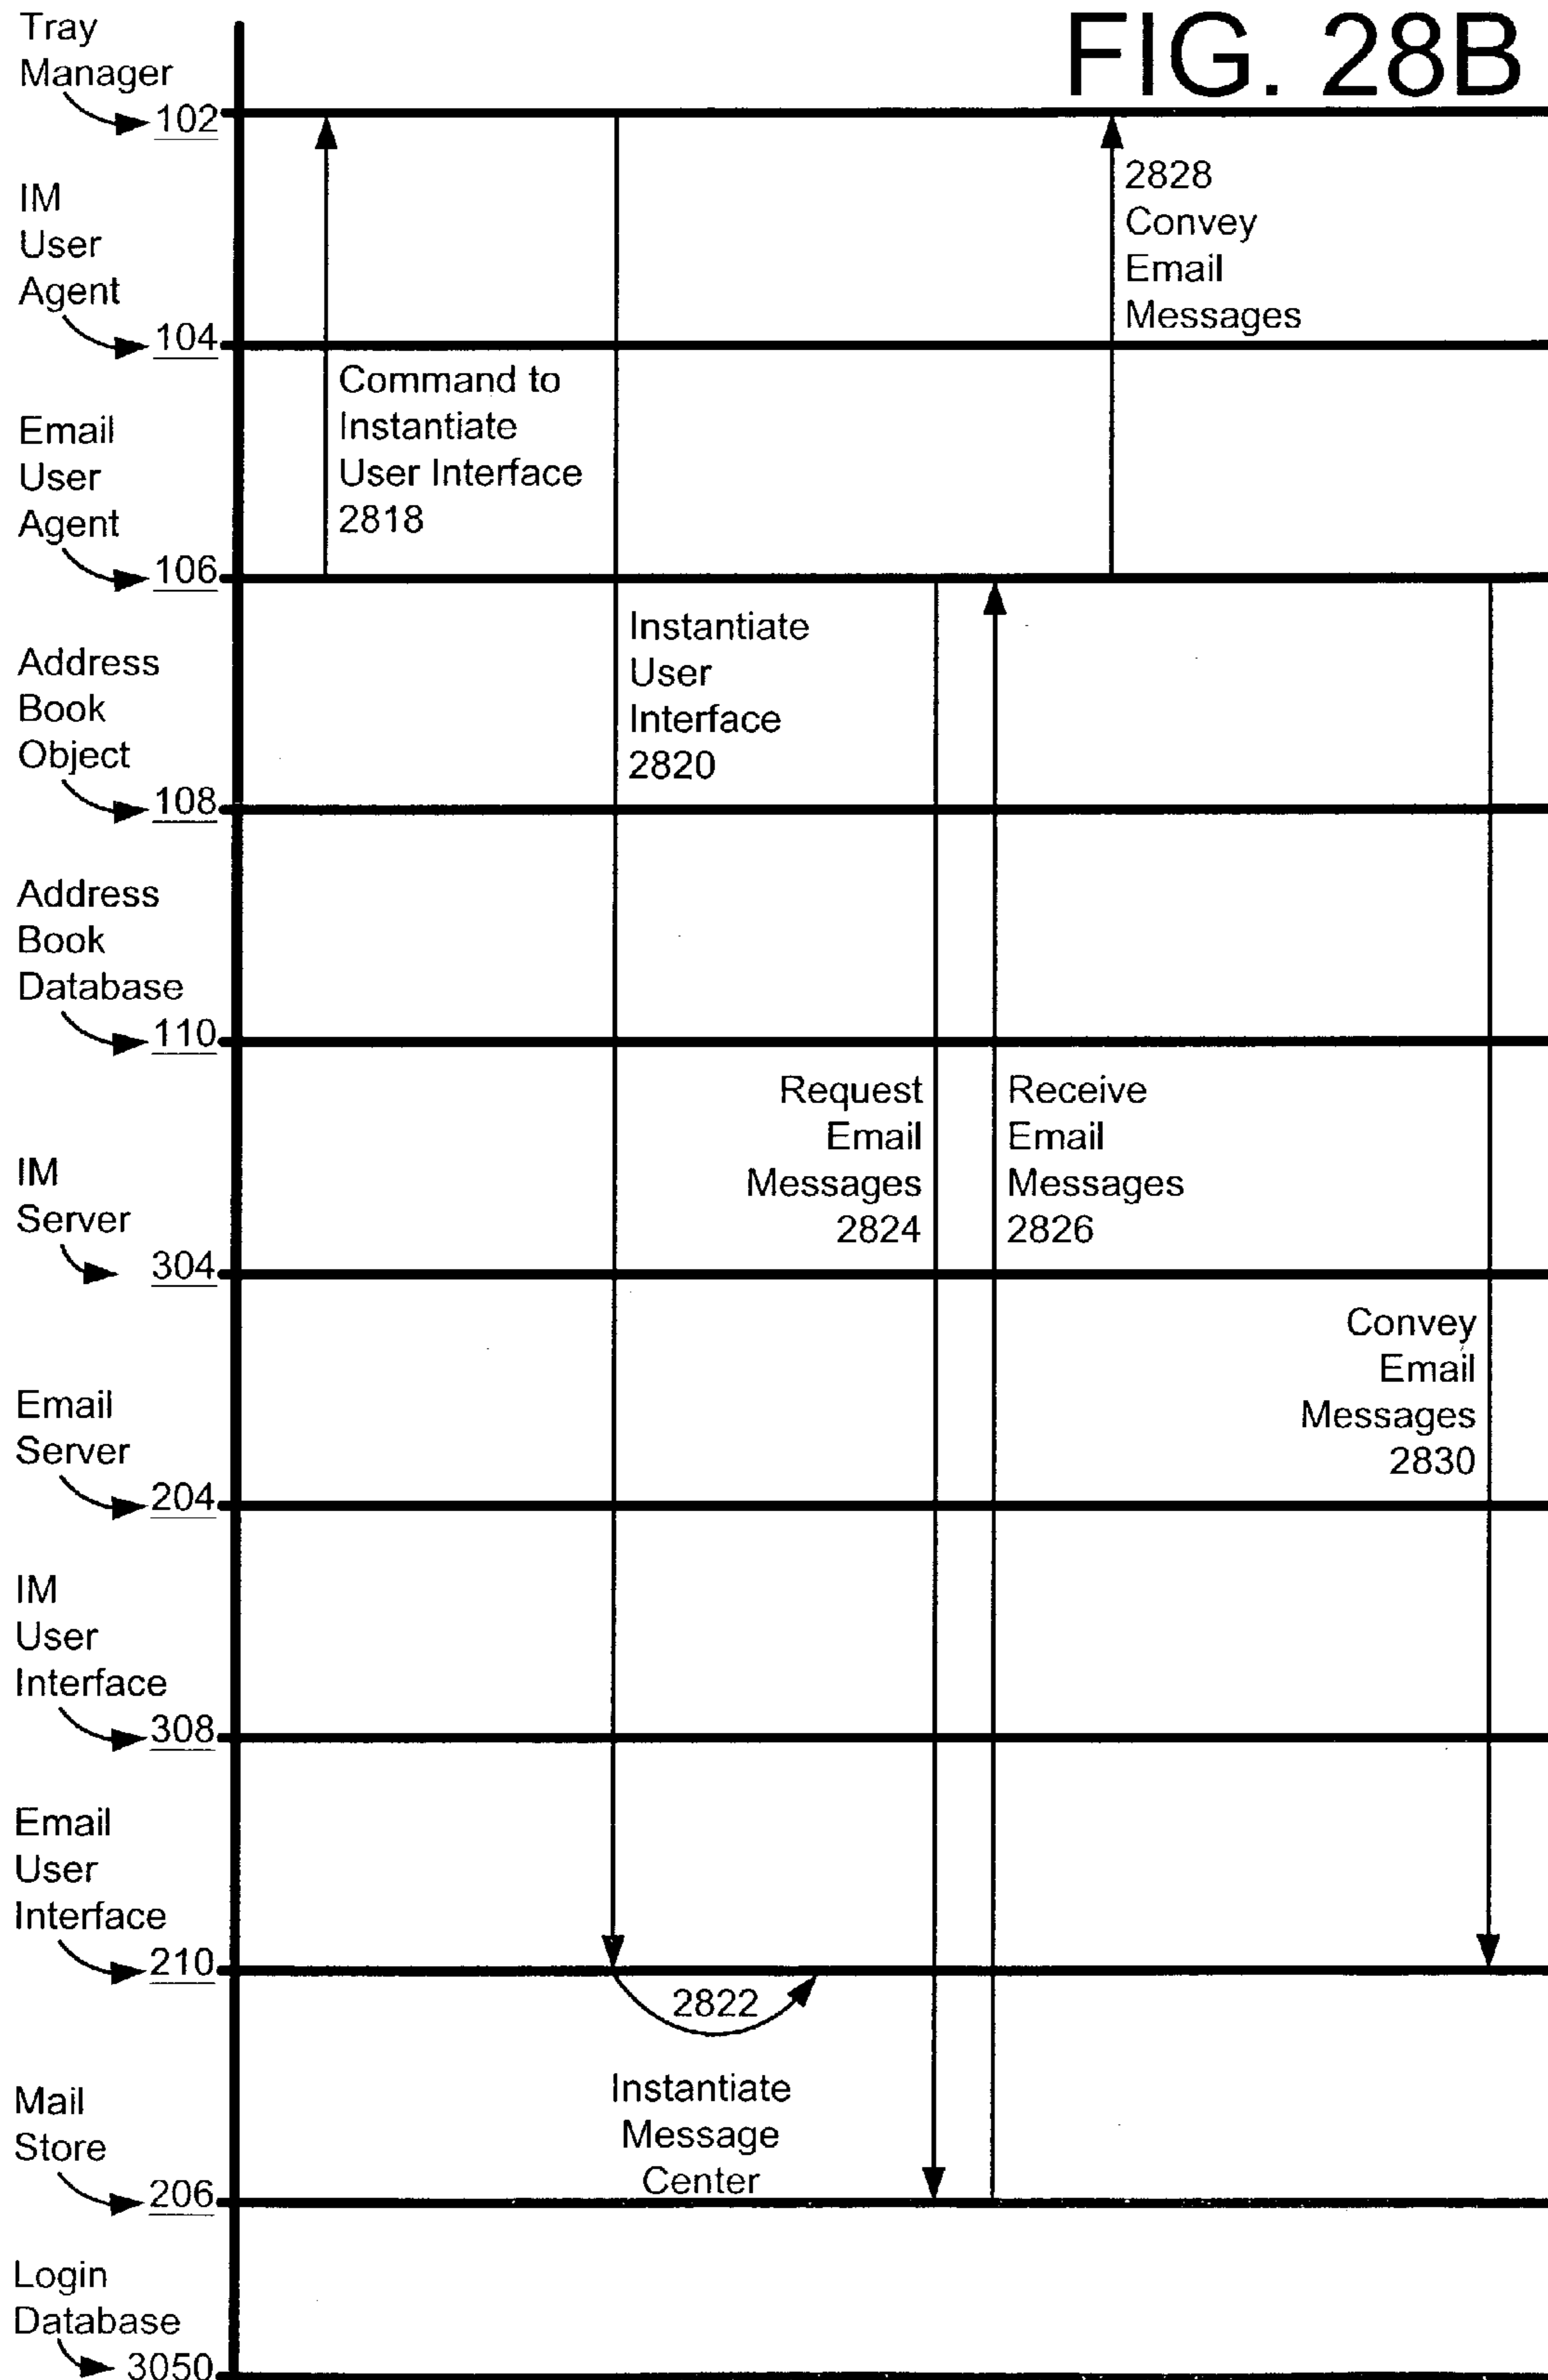 FIG. 28B
Tray
Manager
102
IM
User
Agent
104
Email
User
Agent
106
Address
Book
Object
108
Address
Book
Database
110
IM
Server
304
Email
Server
204
IM
User
Interface
308
Email
User
Interface
210
Mail
Store
206
Login
Database
3050
Command to
Instantiate
User Interface
2818
Instantiate
User
Interface
2820
2822
Instantiate
Message
Center
Request
Email
Messages
2824
Receive
Email
Messages
2826
2828
Convey
Email
Messages
Convey
Email
Messages
2830